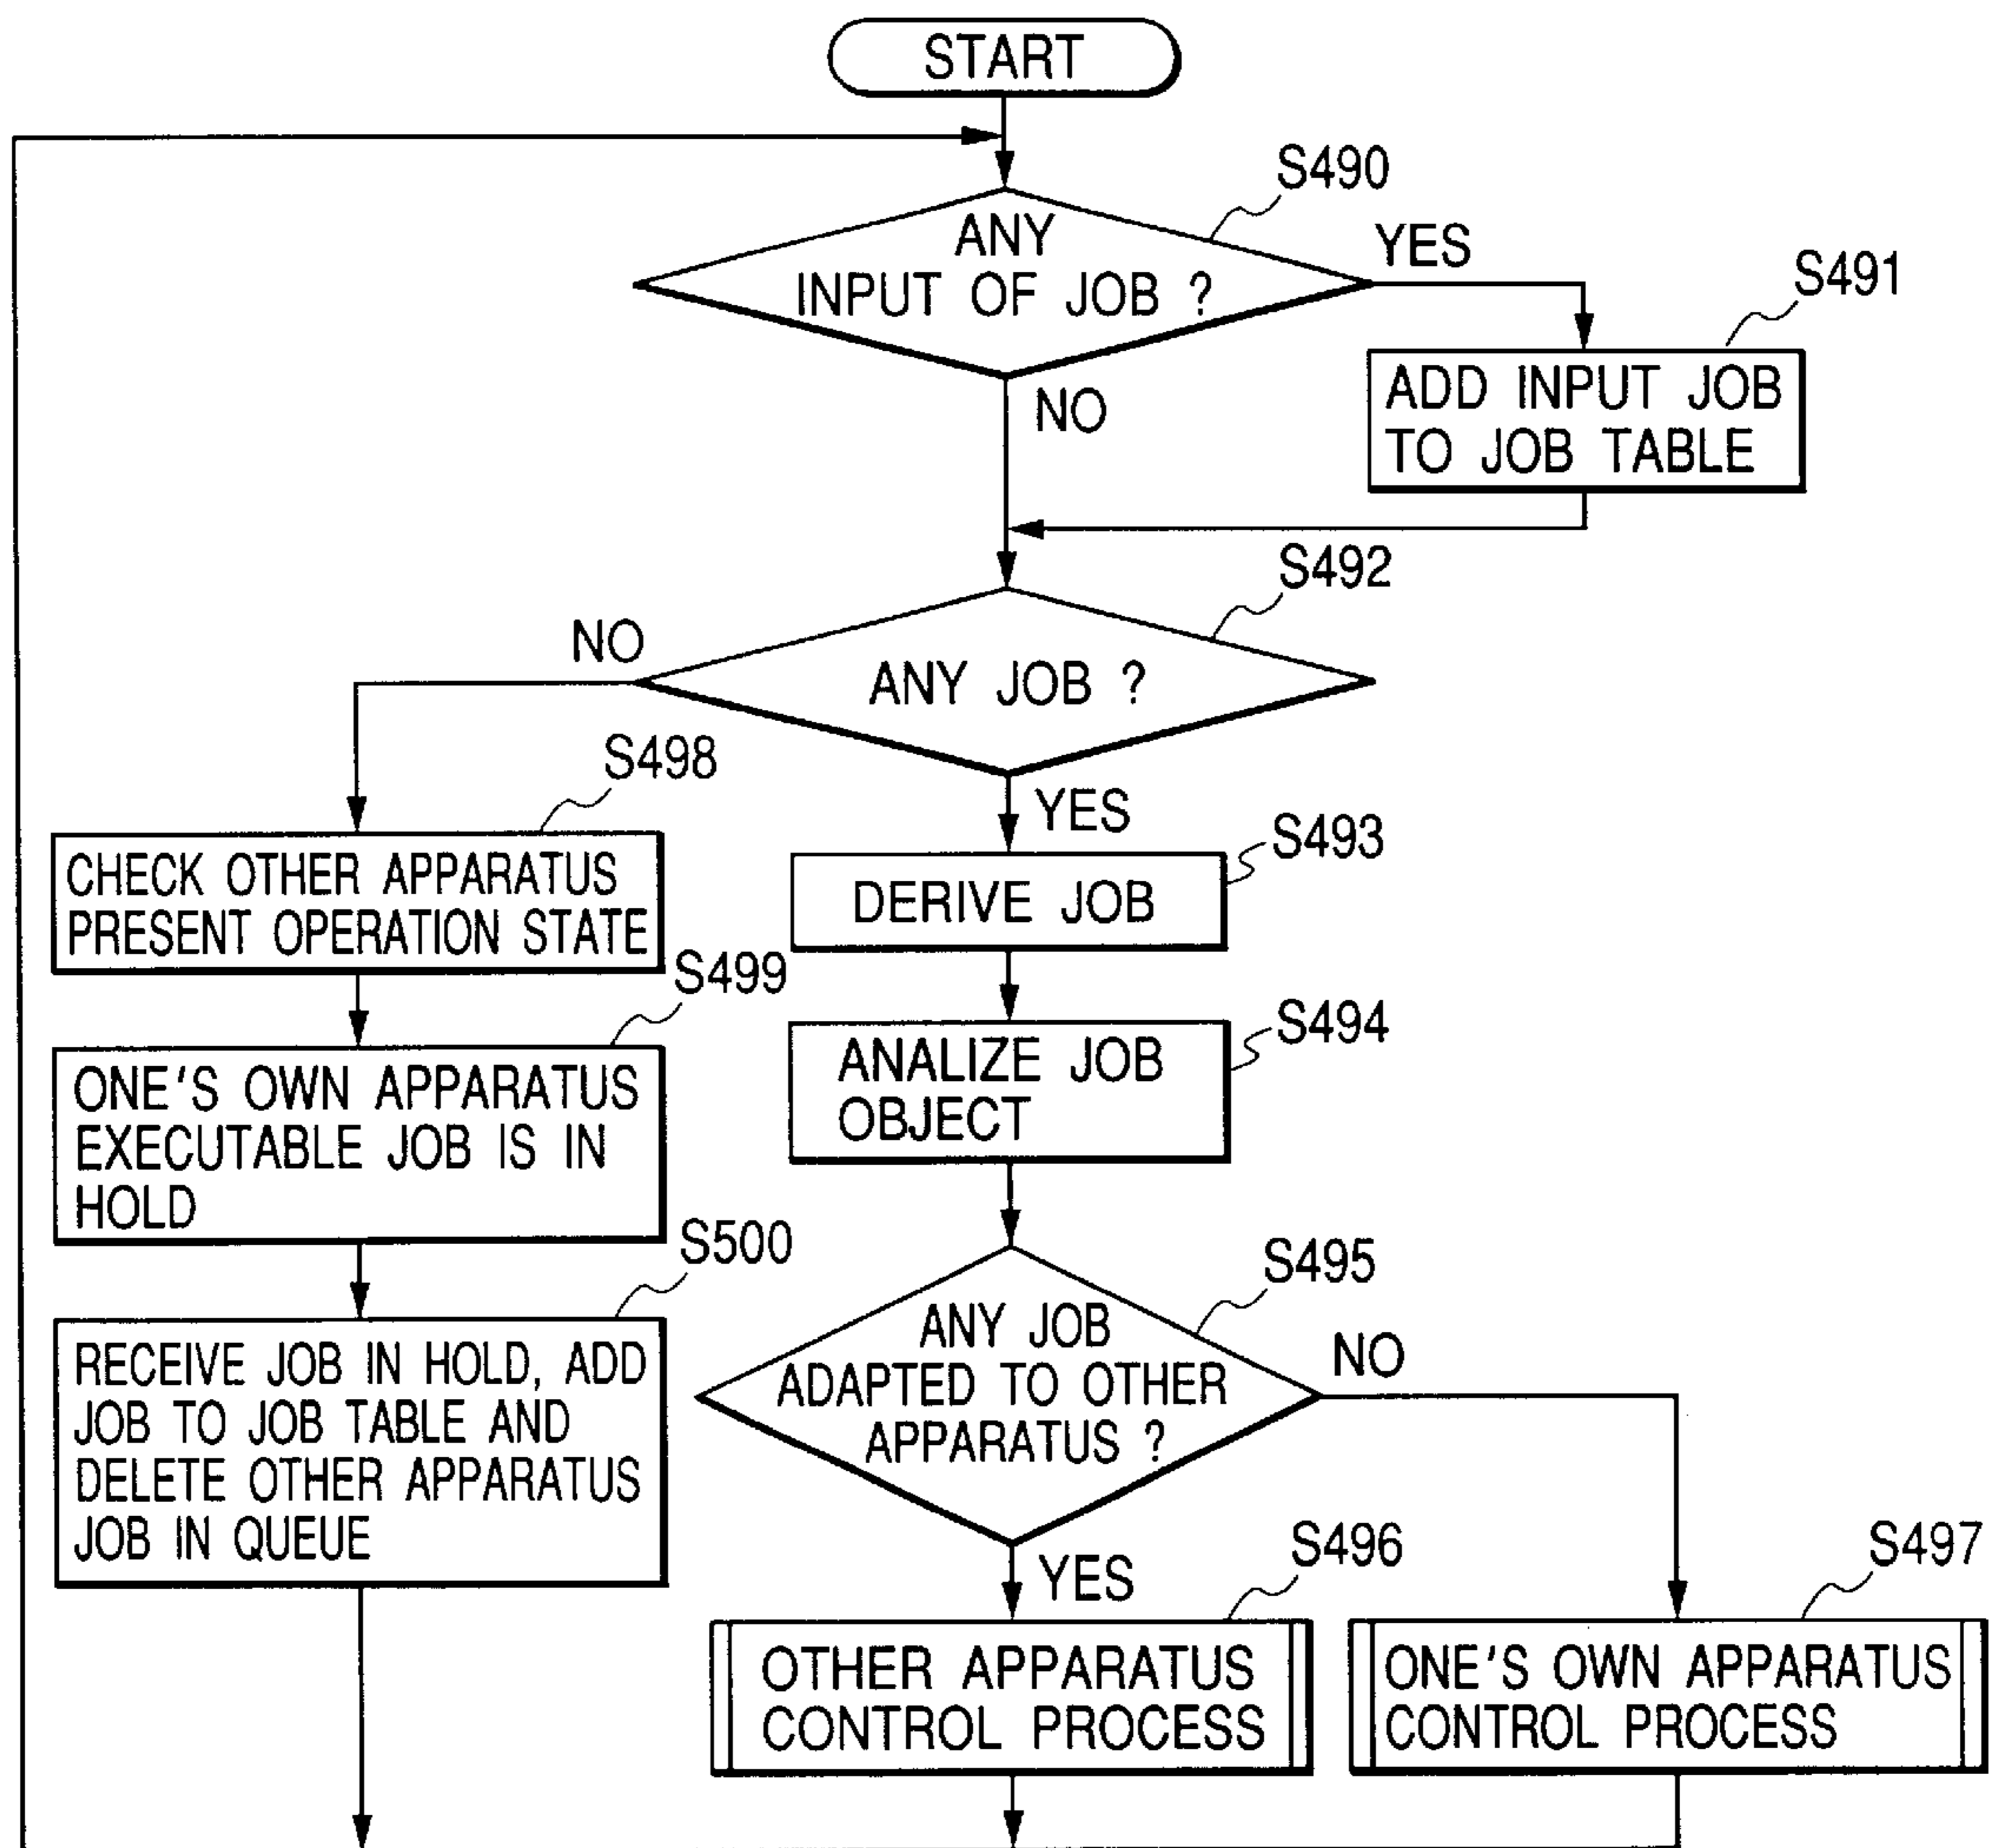 START
S490
ANY
INPUT OF JOB ?
YES
S491
ADD INPUT JOB
TO JOB TABLE
NO
S492
NO
ANY JOB ?
S498
YES
S493
CHECK OTHER APPARATUS
PRESENT OPERATION STATE
DERIVE JOB
S499
S494
ONE'S OWN APPARATUS
EXECUTABLE JOB IS IN
HOLD
ANALIZE JOB
OBJECT
S500
S495
RECEIVE JOB IN HOLD, ADD
JOB TO JOB TABLE AND
DELETE OTHER APPARATUS
JOB IN QUEUE
ANY JOB
ADAPTED TO OTHER
APPARATUS ?
NO
YES
S496
S497
OTHER APPARATUS
CONTROL PROCESS
ONE'S OWN APPARATUS
CONTROL PROCESS